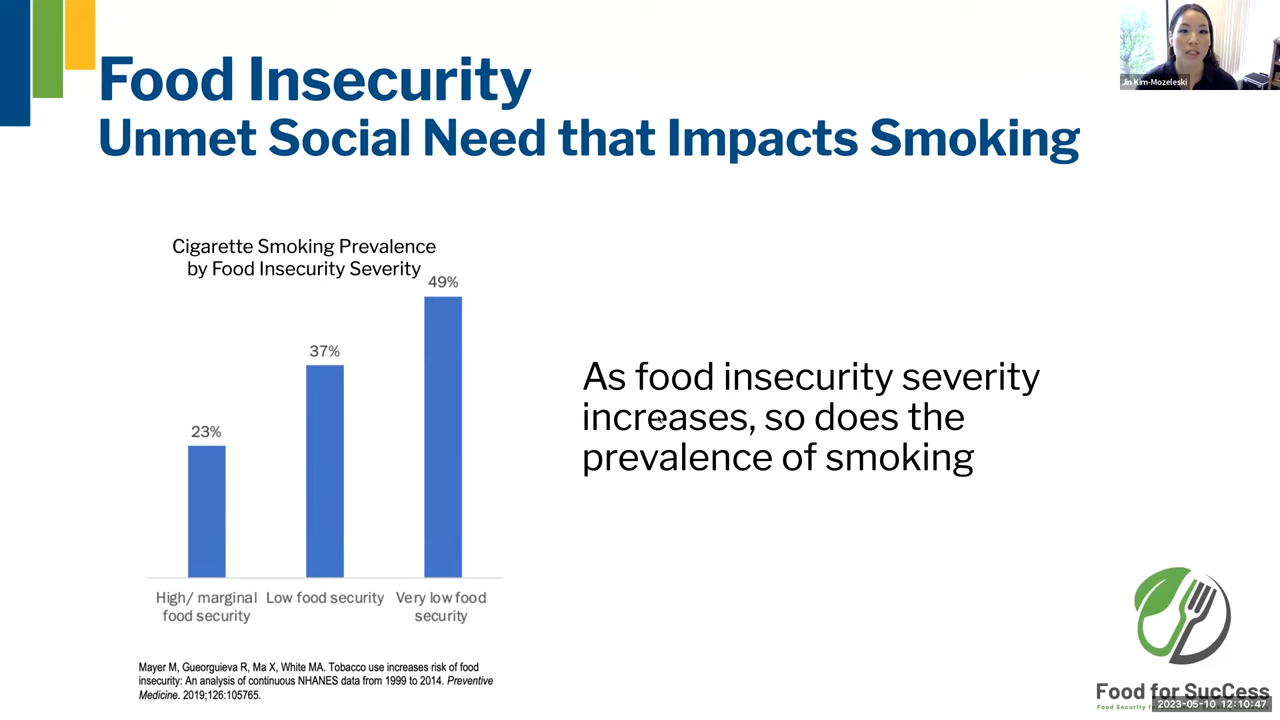 Food Insecurity
Unmet Social Need that Impacts Smoking
Jin Kim-Mozeleski
Cigarette Smoking Prevalence
by Food Insecurity Severity
49%
37%
23%
High/ marginal
food security
Low food security
Very low food
security
As food insecurity severity
increases, so does the
prevalence of smoking
Mayer M, Gueorguieva R, Ma X, White MA. Tobacco use increases risk of food
insecurity: An analysis of continuous NHANES data from 1999 to 2014. Preventive
Medicine. 2019;126:105765.
Food for SucCess
Food Security
2023-05-10 12:10:47